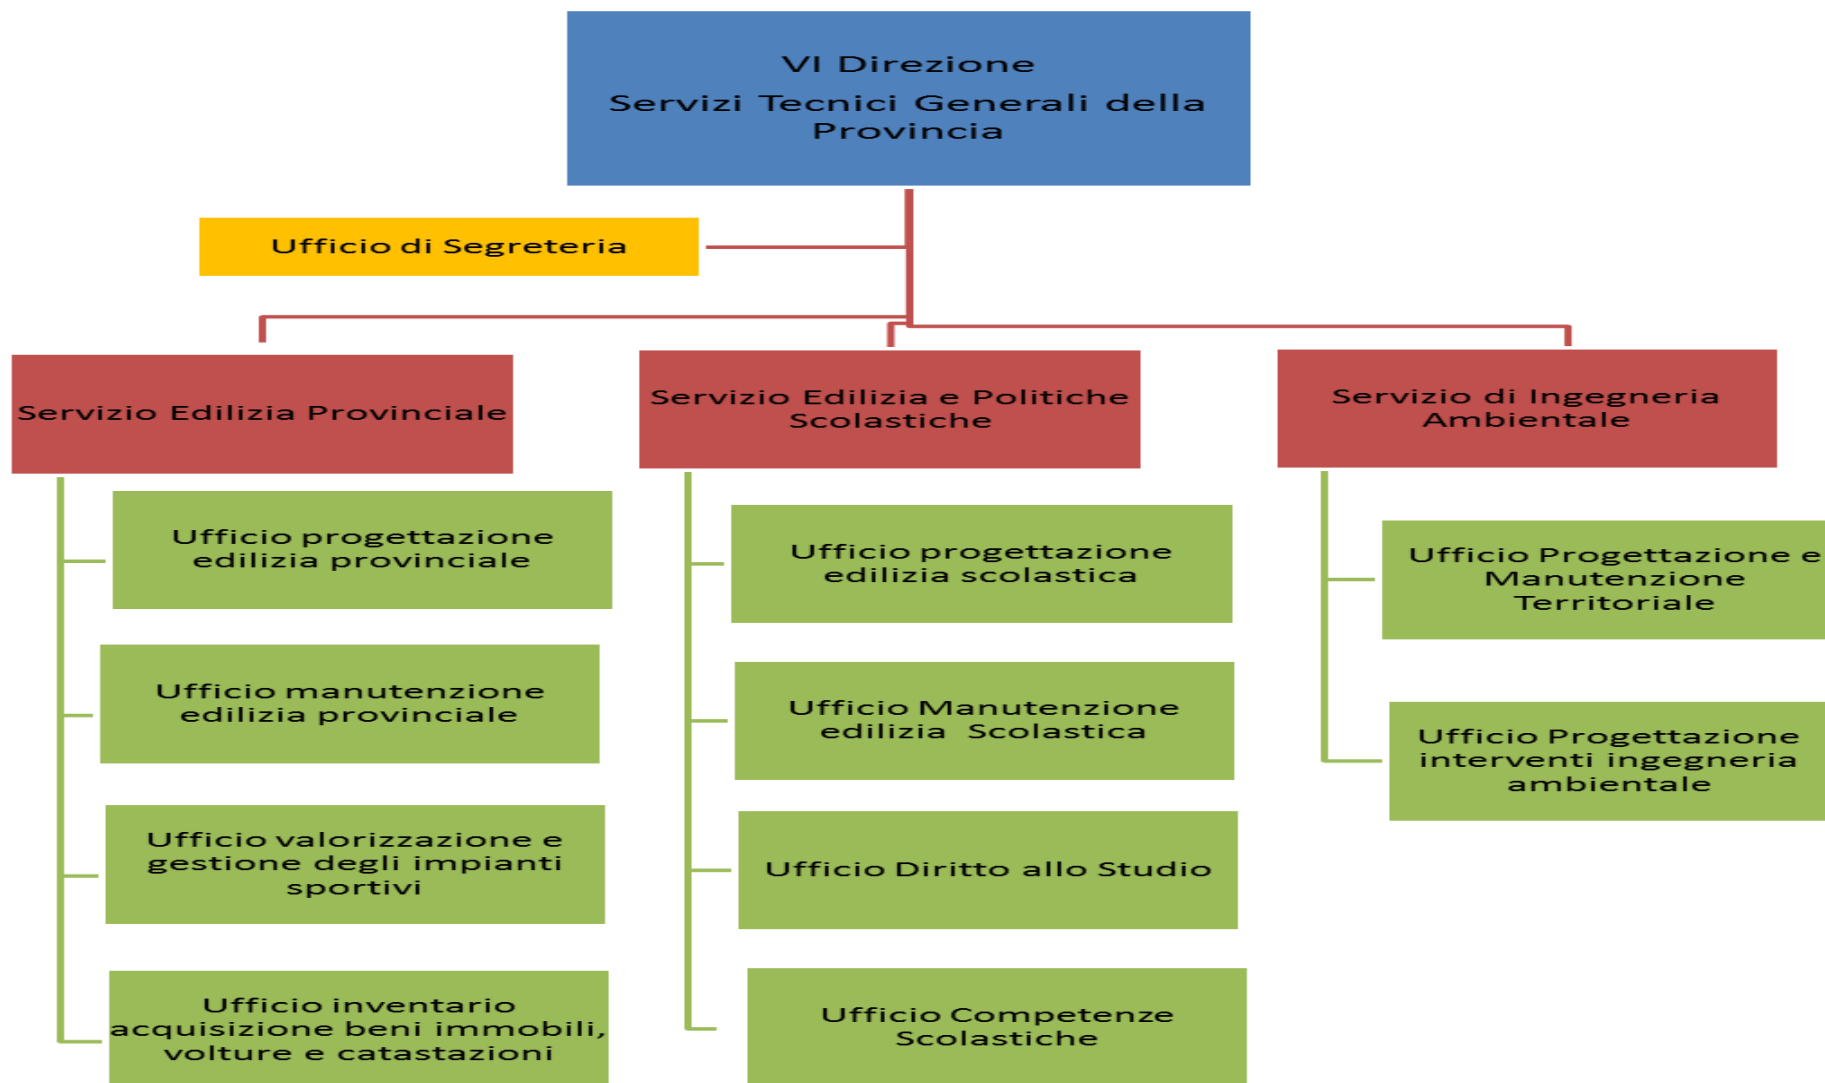 VI Direzione
Servizi Tecnici Generali della
Provincia
Ufficio di Segreteria
Servizio Edilizia Provinciale
Ufficio progettazione
edilizia provinciale
Ufficio manutenzione
edilizia provinciale
Ufficio valorizzazione e
gestione degli impianti
sportivi
Ufficio inventario
acquisizione beni immobili,
volture e catastazioni
Servizio Edilizia e Politiche
Scolastiche
Ufficio progettazione
edilizia scolastica
Ufficio Manutenzione
edilizia Scolastica
Ufficio Diritto allo Studio
Ufficio Competenze
Scolastiche
Servizio di Ingegneria
Ambientale
Ufficio Progettazione e
Manutenzione
Territoriale
Ufficio Progettazione
interventi ingegneria
ambientale